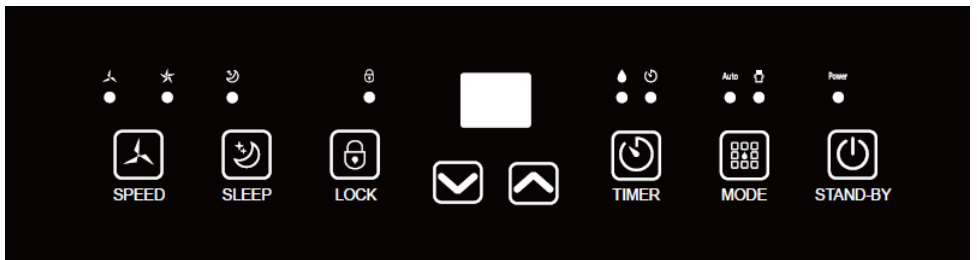 Auto
Power
SPEED
SLEEP
LOCK
TIMER
MODE
STAND-BY